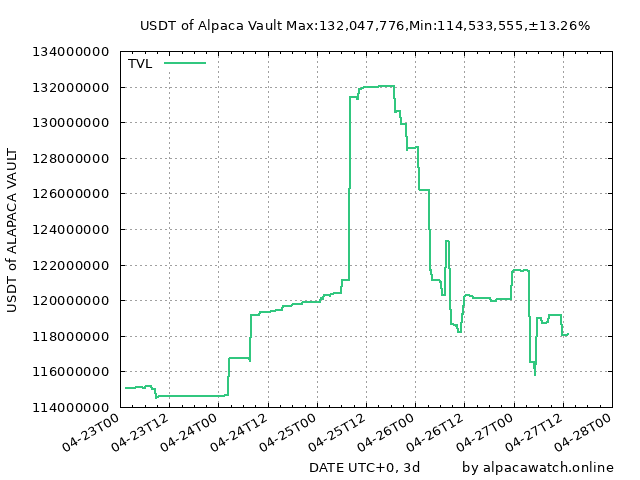 USDT of Alpaca Vault Max:132,047,776,Min:114,533,555,±13.26%
TVL
134000000
132000000
130000000
128000000
126000000
124000000
122000000
120000000
118000000
116000000
114000000
USDT of ALAPACA VAULT
04-23T00
04-23T12
04-24T00
04-24T12
04-25T00
04-25T12
04-26T00
04-26T12
04-27T00
04-27T12
04-28T00
DATE UTC+0, 3d
by alpacawatch.online